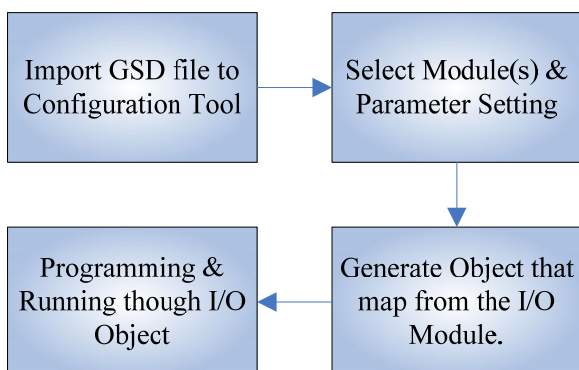 Import GSD file to
Configuration Tool
Select Module(s) &
Parameter Setting
Generate Object that
map from the I/O
Module.
Programming &
Running though I/O
Object